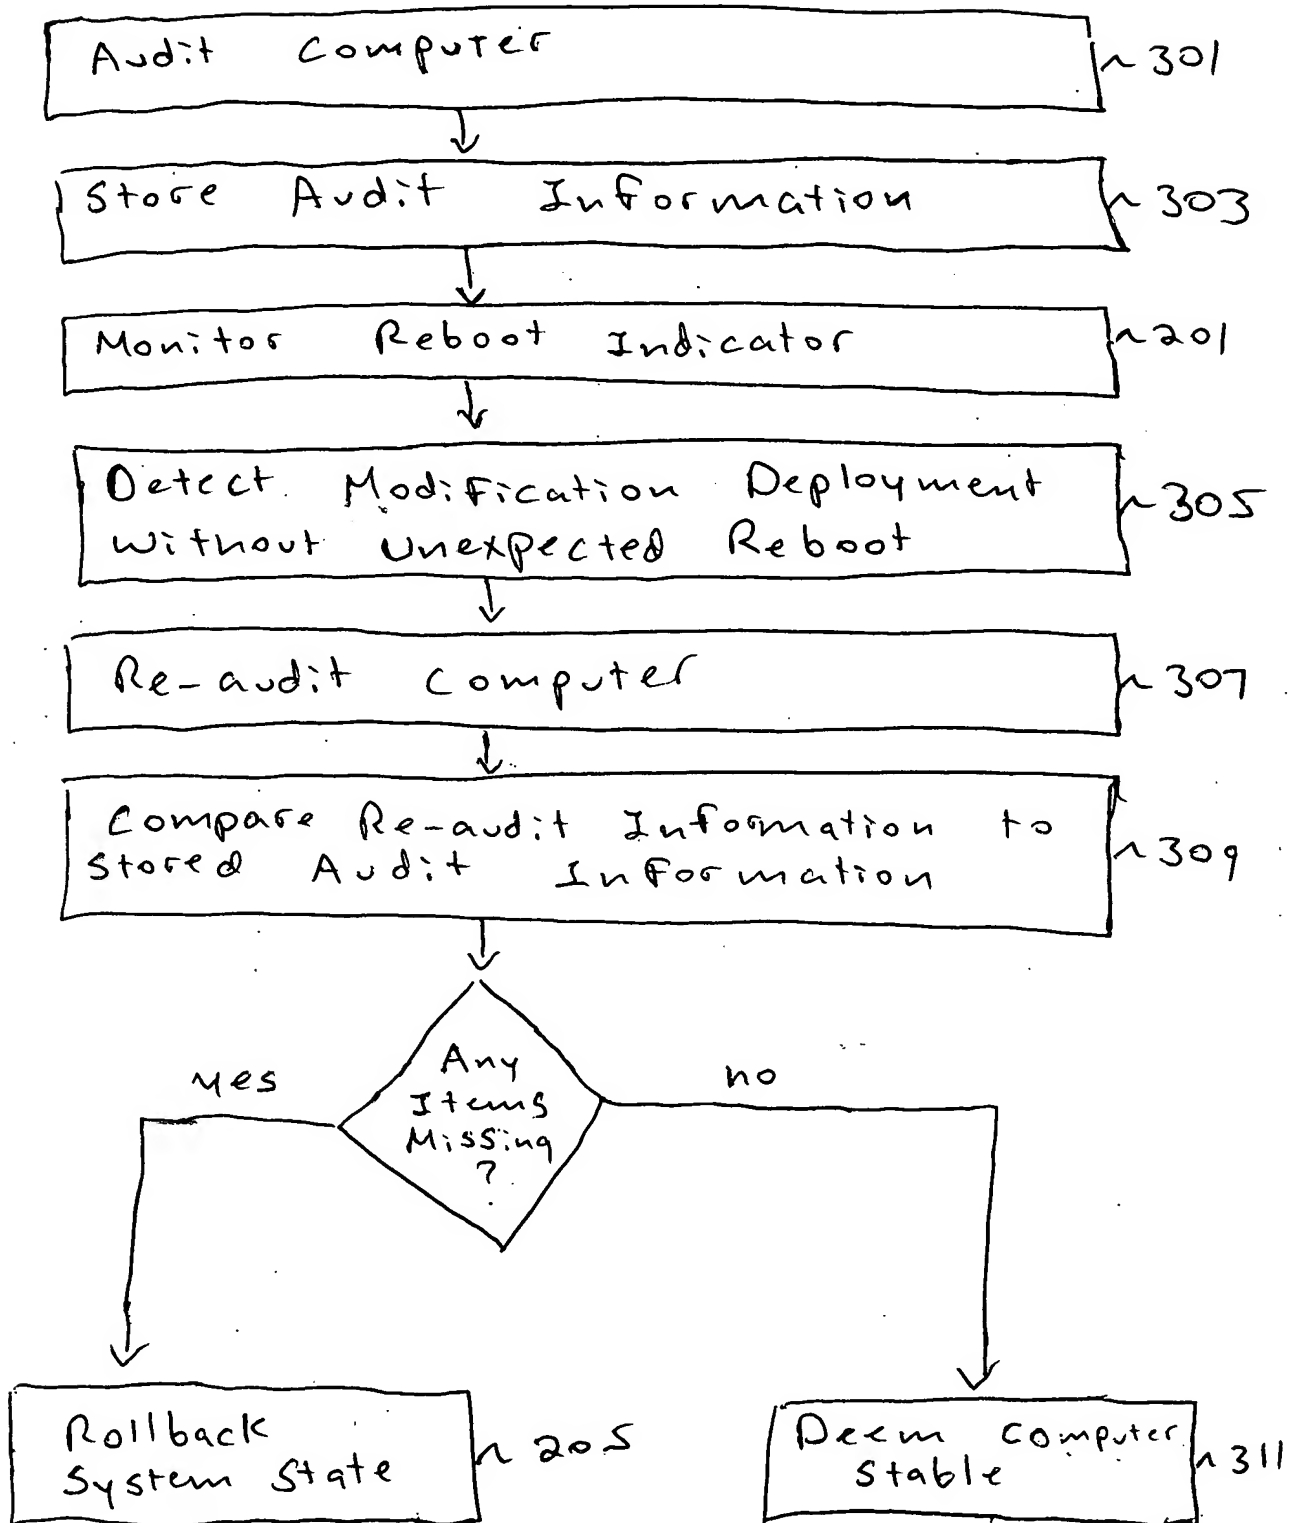 Audit Computer
301
Store Audit Information
303
Monitor Reboot Indicator
201
Detect Modification Deployment
without unexpected Reboot
305
Re-audit Computer
307
Compare Re-audit Information to
Stored Audit Information
309
Any
Items
Missing
?
yes
no
Rollback
System State
205
Deem Computer
Stable
311